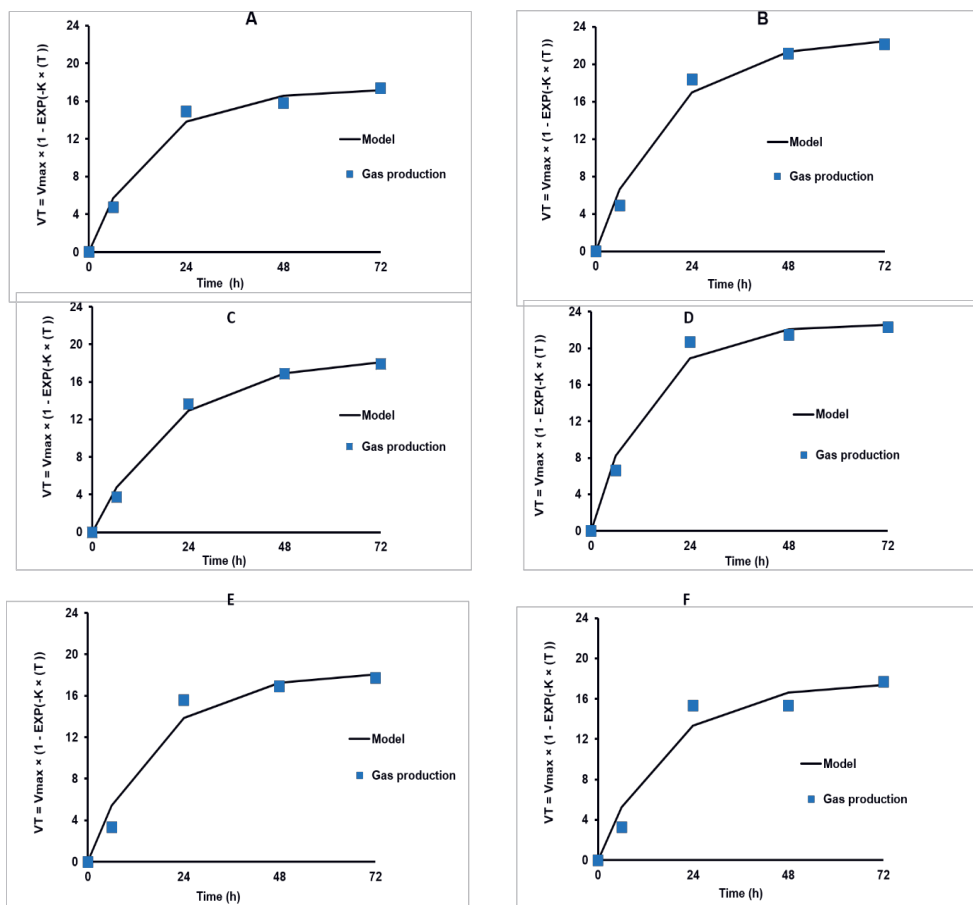 A
VT = Vmax × (1 - EXP(-K × (T ))
24
20
16
12
8
4
0
0 24 48 72
Time (h)
Model
Gas production
B
VT = Vmax × (1 - EXP(-K × (T ))
24
20
16
12
8
4
0
0 24 48 72
Time (h)
Model
Gas production
C
VT = Vmax × (1 - EXP(-K × (T ))
24
20
16
12
8
4
0
0 24 48 72
Time (h)
Model
Gas production
D
VT = Vmax × (1 - EXP(-K × (T ))
24
20
16
12
8
4
0
0 24 48 72
Time (h)
Model
Gas production
E
VT = Vmax × (1 - EXP(-K × (T ))
24
20
16
12
8
4
0
0 24 48 72
Time (h)
Model
Gas production
F
VT = Vmax × (1 - EXP(-K × (T ))
24
20
16
12
8
4
0
0 24 48 72
Time (h)
Model
Gas production